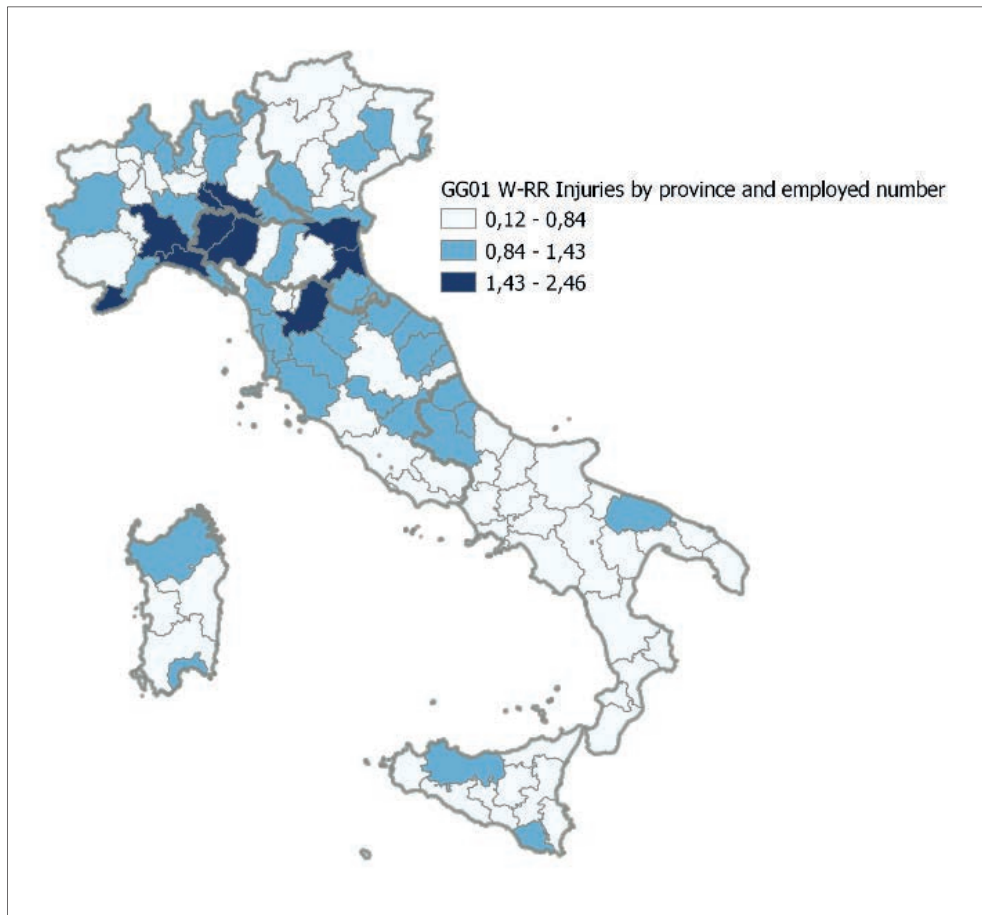 GG01 W-RR Injuries by province and employed number
0,12 - 0,84
0,84 - 1,43
1,43 - 2,46